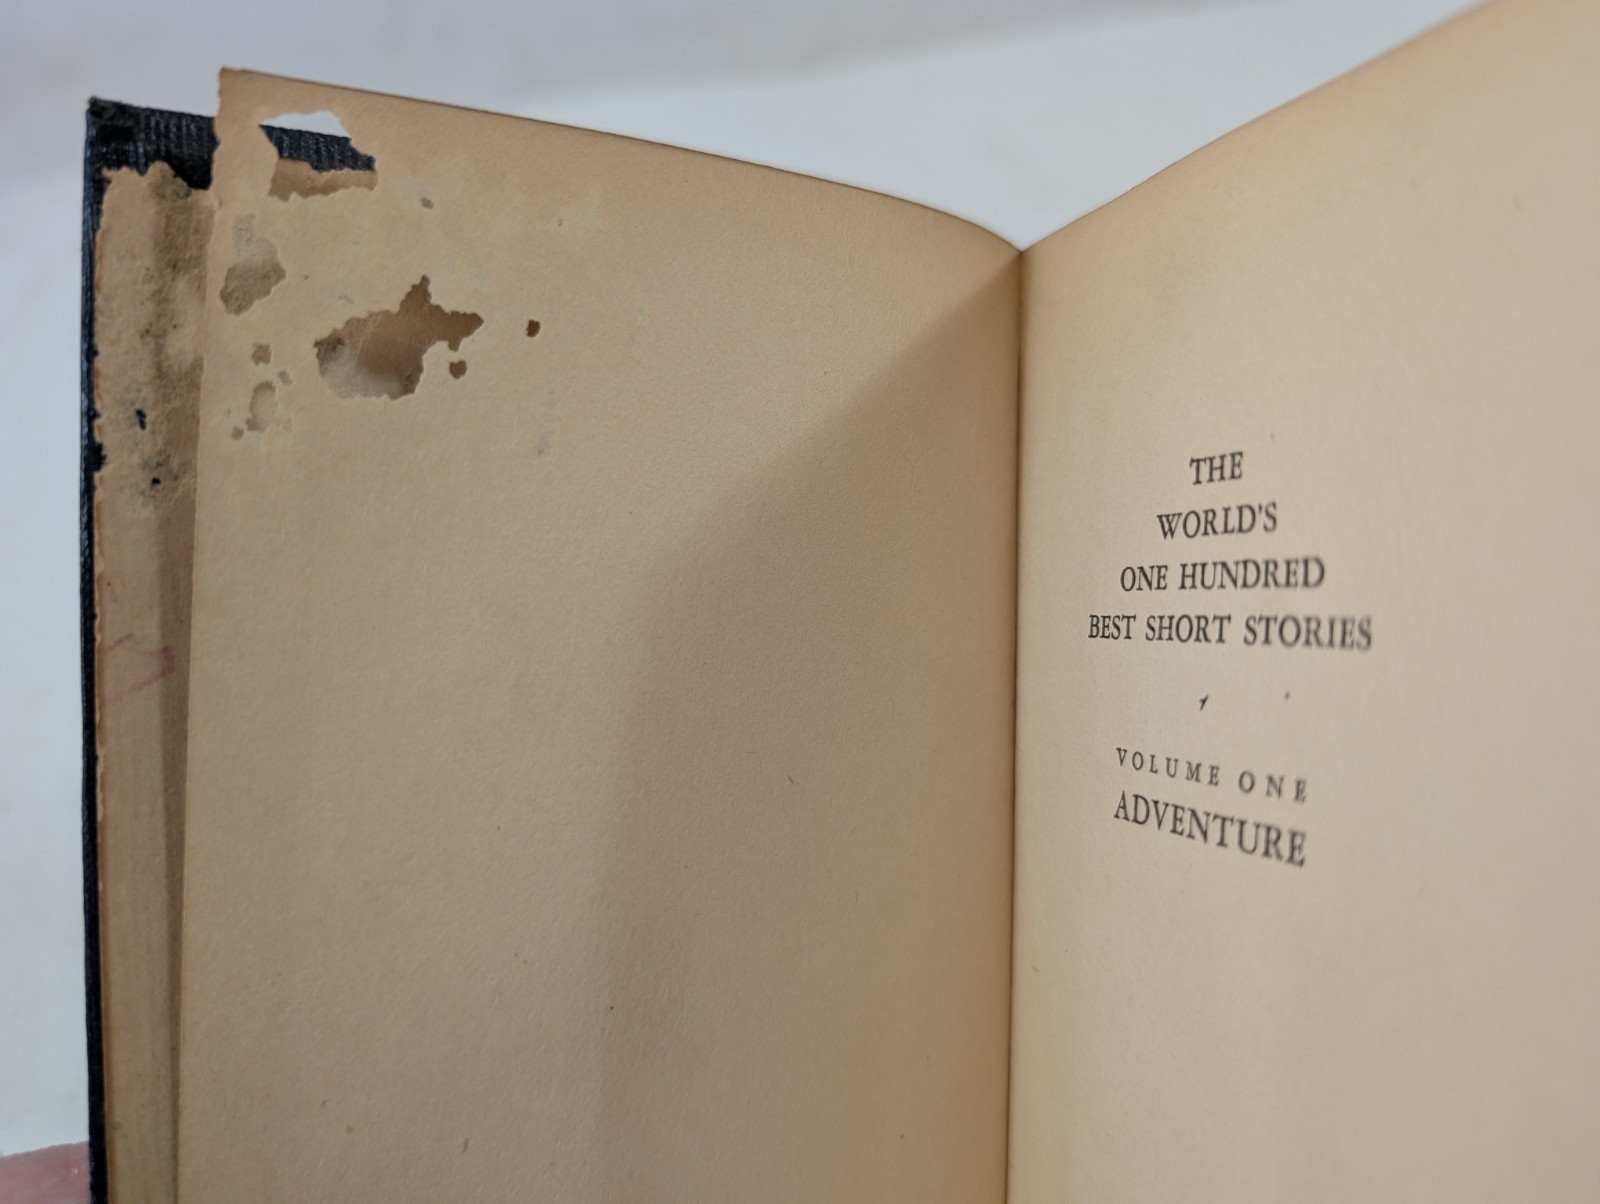 THE
WORLD'S
ONE HUNDRED
BEST SHORT STORIES
VOLUME ONE
ADVENTURE